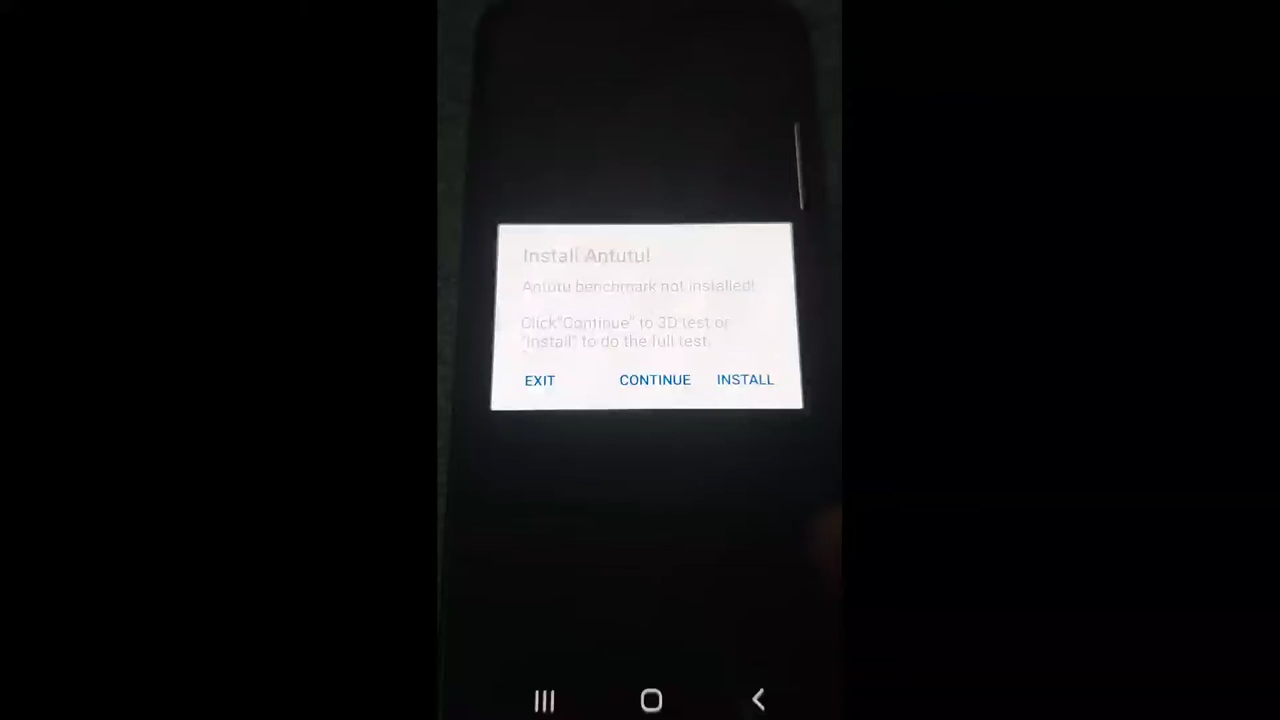 Install Antutu!
Antutu benchmark not installed!
Click"Continue" to 3D test or
"Install" to do the full test.
EXIT CONTINUE INSTALL